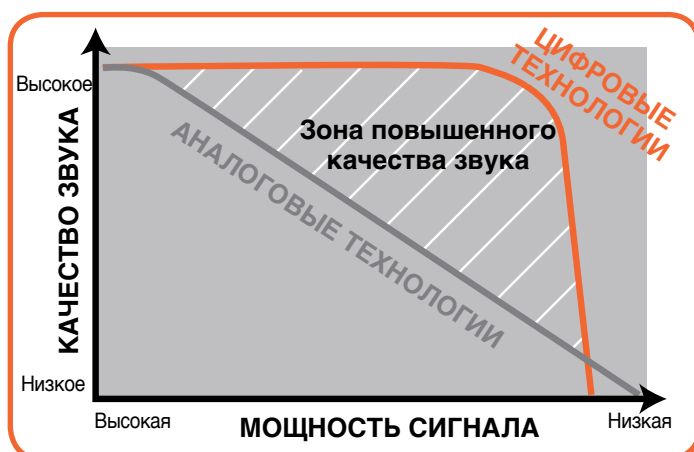 ЦИФРОВЫЕ
ТЕХНОЛОГИИ
Высокое
Зона повышенного
качества звука
АНАЛОГОВЫЕ ТЕХНОЛОГИИ
КАЧЕСТВО ЗВУКА
Низкое
Высокая
МОЩНОСТЬ СИГНАЛА
Низкая